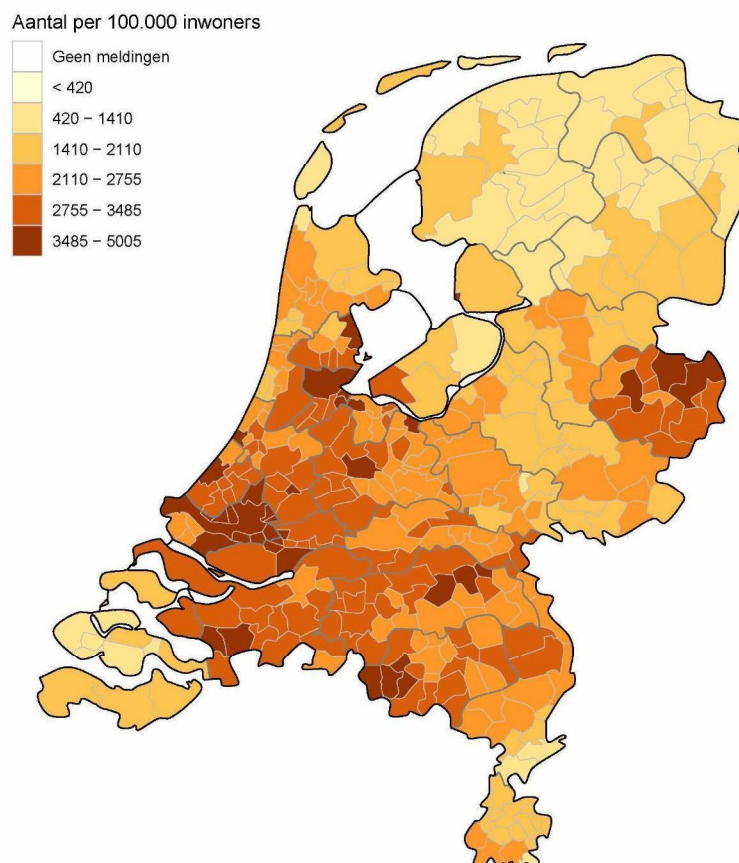 Aantal per 100.000 inwoners
Geen meldingen
< 420
420 − 1410
1410 − 2110
2110 − 2755
2755 − 3485
3485 − 5005